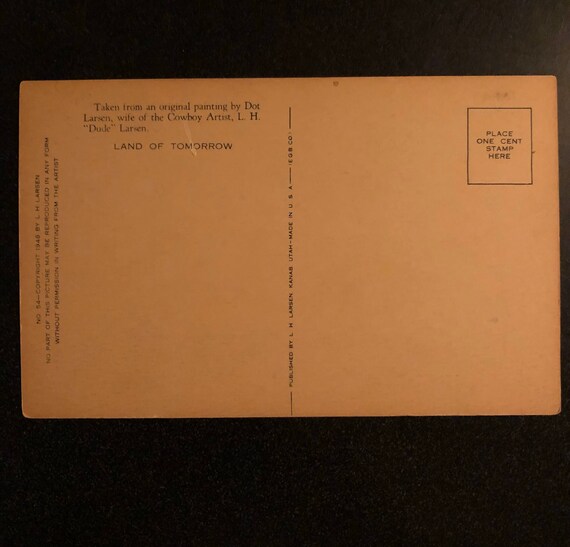 Taken from an original painting by Dot
Larsen, wife of the Cowboy Artist, L. H.
"Dude" Larsen.
LAND OF TOMORROW
NO. 54—COPYRIGHT 1948 BY L. H. LARSEN
NO PART OF THIS PICTURE MAY BE REPRODUCED IN ANY FORM
WITHOUT PERMISSION IN WRITING FROM THE ARTIST
PUBLISHED BY L. H. LARSEN KANAB, UTAH—MADE IN U. S. A.
PLACE
ONE CENT
STAMP
HERE